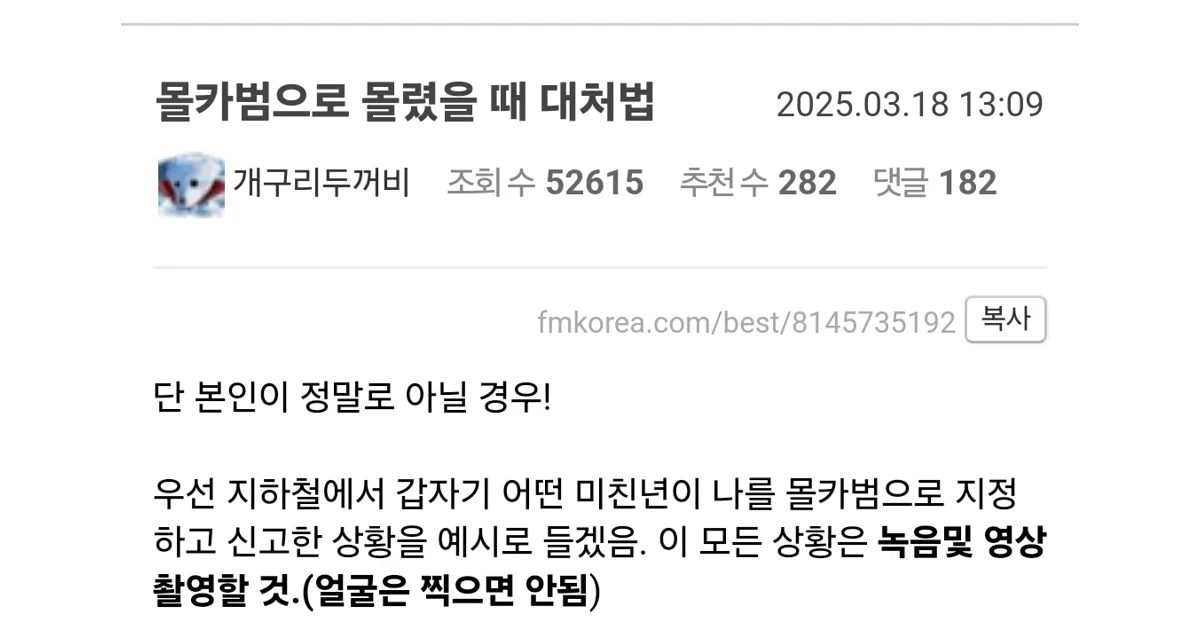 몰카범으로 몰렸을 때 대처법 2025.03.18 13:09
개구리두꺼비 조회 수 52615 추천 수 282 댓글 182
fmkorea.com/best/8145735192 복사
단 본인이 정말로 아닐 경우!
우선 지하철에서 갑자기 어떤 미친년이 나를 몰카범으로 지정
하고 신고한 상황을 예시로 들겠음. 이 모든 상황은 녹음및 영상
촬영할 것.(얼굴은 찍으면 안됨)